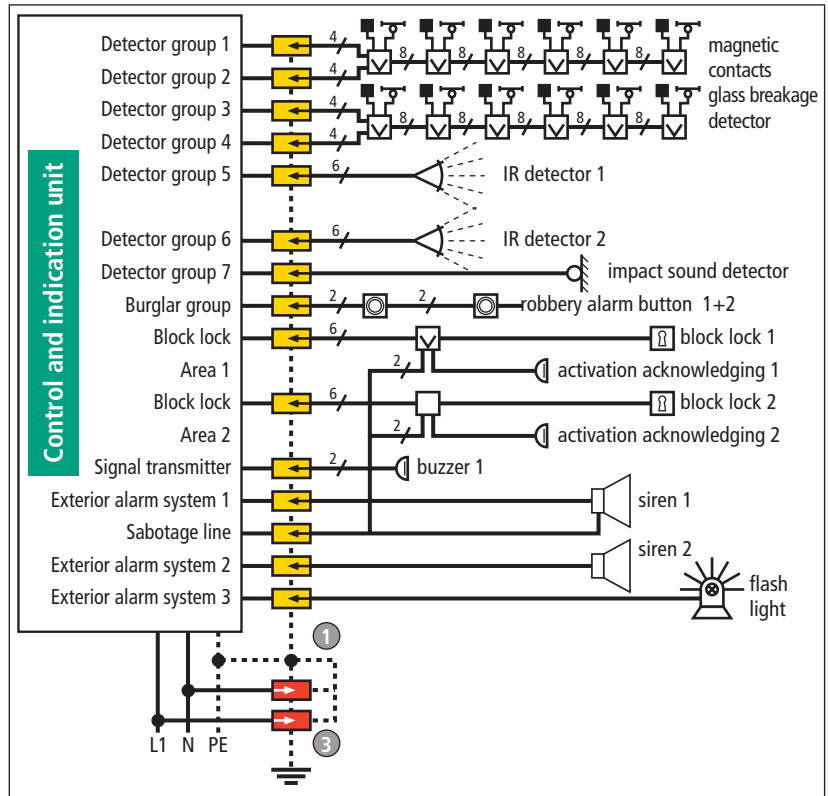 Detector group 1
4
8
8
8
8
8
magnetic
contacts
glass breakage
detector
Detector group 2
4
Detector group 3
4
8
8
8
8
8
Detector group 4
4
Detector group 5
6
IR detector 1
Detector group 6
6
IR detector 2
Detector group 7
impact sound detector
Burglar group
2
2
robbery alarm button 1+2
Block lock
6
block lock 1
Area 1
2
activation acknowledging 1
Block lock
6
block lock 2
Area 2
2
activation acknowledging 2
Signal transmitter
2
buzzer 1
Exterior alarm system 1
siren 1
Sabotage line
Exterior alarm system 2
siren 2
Exterior alarm system 3
flash
light
Control and indication unit
1
3
L1 N PE